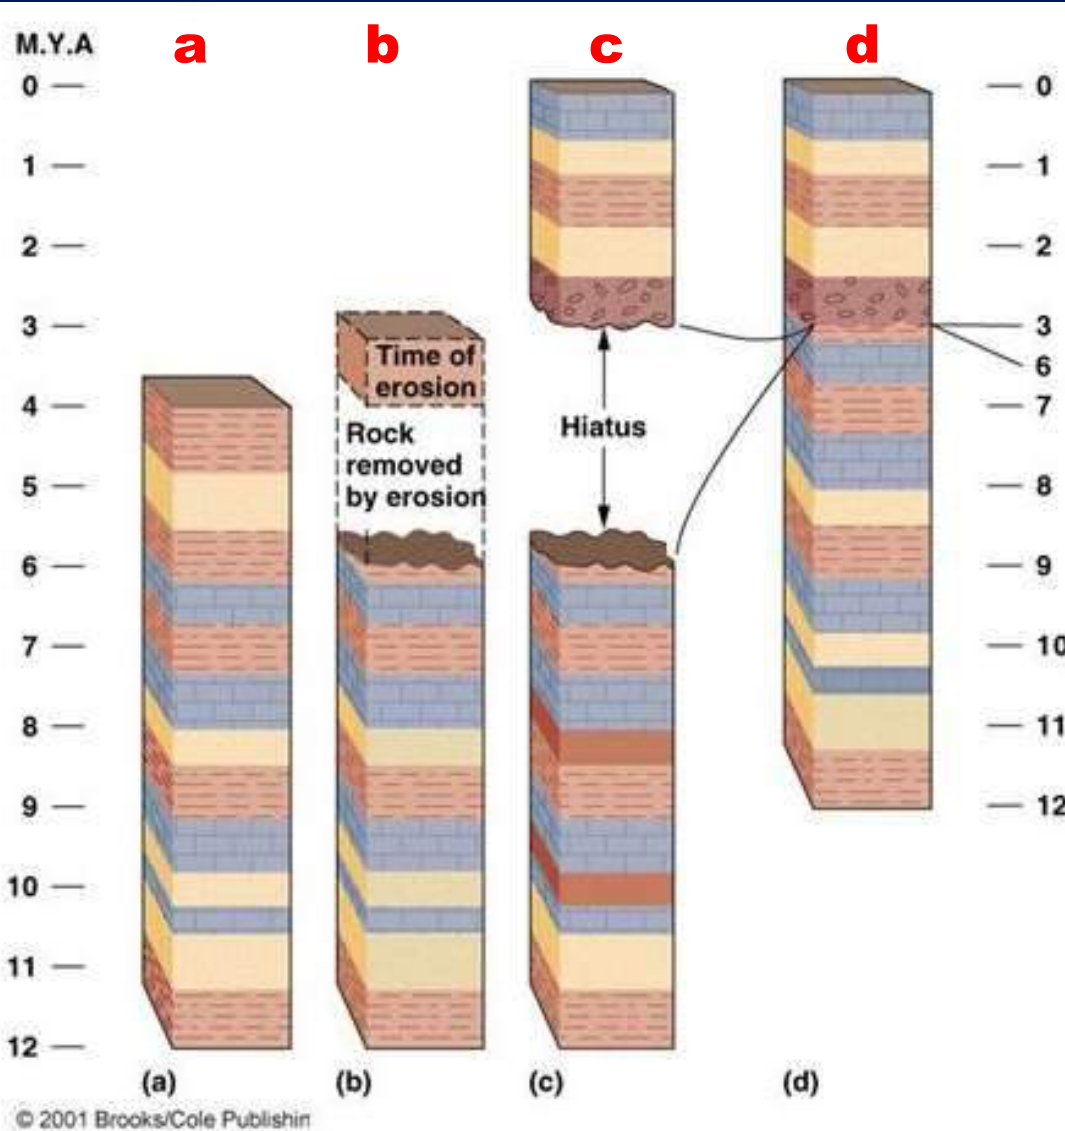 M.Y.A
a b c d
0 0
1 1
2 2
3 3
Time of
erosion
6
4 7
Rock
removed
by erosion
Hiatus
5 8
6 9
7 10
8 11
9 12
10
11
12
(a) (b) (c) (d)
© 2001 Brooks/Cole Publishin